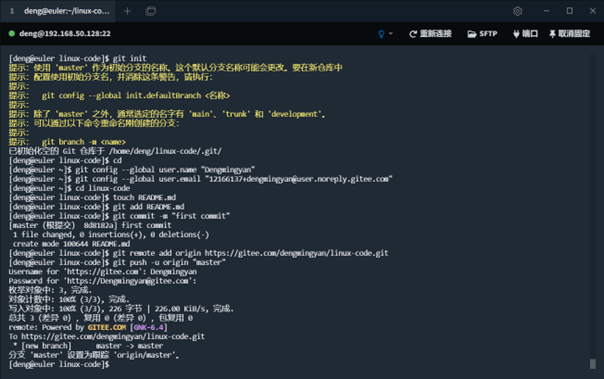 1 deng@euler:~/linux-co...
deng@192.168.50.128:22 重新连接 SFTP 端口 取消固定
[deng@euler linux-code]$ git init
提示：使用 'master' 作为初始分支的名称。这个默认分支名称可能会更改。要在新仓库中
提示：配置使用初始分支名，并消除这条警告，请执行：
提示：
提示： git config --global init.defaultBranch <名称>
提示：
提示：除了 'master' 之外，通常选定的名字有 'main'、'trunk' 和 'development'。
提示：可以通过以下命令重命名刚创建的分支：
提示：
提示： git branch -m <name>
已初始化空的 Git 仓库于 /home/deng/linux-code/.git/
[deng@euler linux-code]$ cd
[deng@euler ~]$ git config --global user.name "Dengmingyan"
[deng@euler ~]$ git config --global user.email "12166137+dengmingyan@user.noreply.gitee.com"
[deng@euler ~]$ cd linux-code
[deng@euler linux-code]$ touch README.md
[deng@euler linux-code]$ git add README.md
[deng@euler linux-code]$ git commit -m "first commit"
[master (根提交) 8d8182a] first commit
1 file changed, 0 insertions(+), 0 deletions(-)
create mode 100644 README.md
[deng@euler linux-code]$ git remote add origin https://gitee.com/dengmingyan/linux-code.git
[deng@euler linux-code]$ git push -u origin "master"
Username for 'https://gitee.com': Dengmingyan
Password for 'https://Dengmingyan@gitee.com':
枚举对象中: 3, 完成.
对象计数中: 100% (3/3), 完成.
写入对象中: 100% (3/3), 226 字节 | 226.00 KiB/s, 完成.
总共 3 (差异 0)，复用 0 (差异 0)，包复用 0
remote: Powered by GITEE.COM [GNK-6.4]
To https://gitee.com/dengmingyan/linux-code.git
* [new branch] master -> master
分支 'master' 设置为跟踪 'origin/master'。
[deng@euler linux-code]$